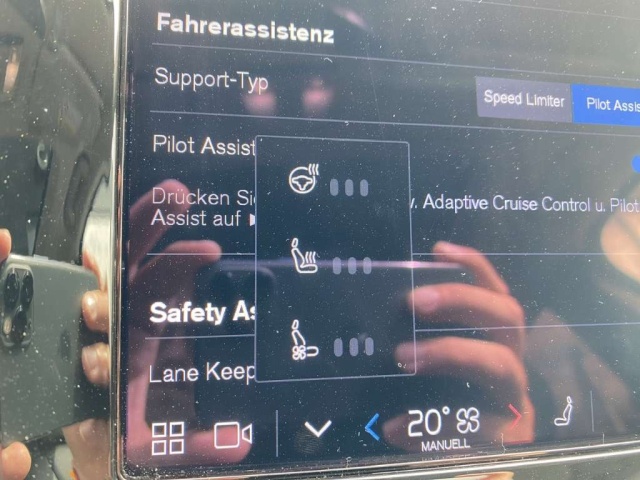 Fahrerassistenz
Support-Typ
Speed Limiter
Pilot Assis
Pilot Assist
Drücken Si
v. Adaptive Cruise Control u. Pilot
Assist auf
Safety As
Lane Keep
20°
MANUELL